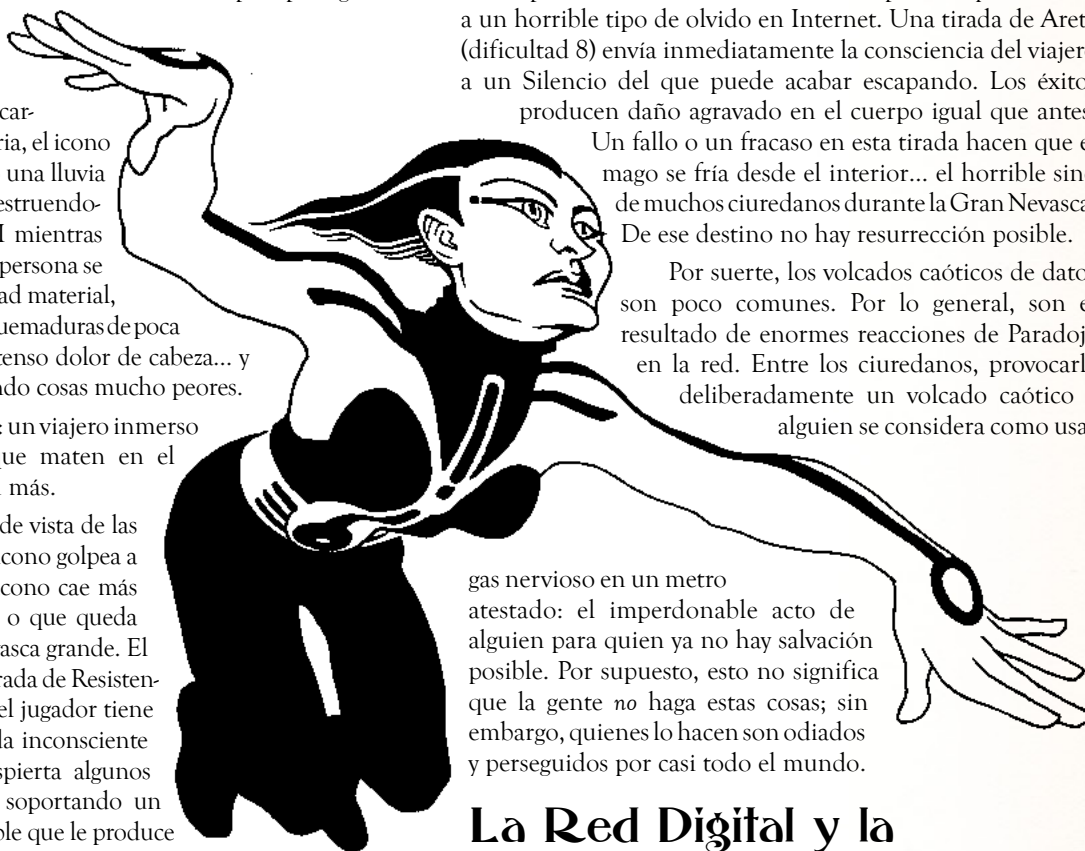 car-
ria, el icono
una lluvia
estruendo-
mientras
persona se
ad material,
uemaduras de poca
tenso dolor de cabeza... y
ndo cosas mucho peores.
: un viajero inmerso
que maten en el
más.
de vista de las
icono golpea a
icono cae más
o que queda
rasca grande. El
rada de Resisten-
el jugador tiene
la inconsciente
spierta algunos
soportando un
ble que le produce
a un horrible tipo de olvido en Internet. Una tirada de Aret
(dificultad 8) envía inmediatamente la consciencia del viajer
a un Silencio del que puede acabar escapando. Los éxito
producen daño agravado en el cuerpo igual que antes
Un fallo o un fracaso en esta tirada hacen que e
mago se fría desde el interior... el horrible sin
de muchos ciuredanos durante la Gran Nevasca
De ese destino no hay resurrección posible.
Por suerte, los volcados caóticos de dato
son poco comunes. Por lo general, son e
resultado de enormes reacciones de Paradoj
en la red. Entre los ciuredanos, provocarl
deliberadamente un volcado caótico
alguien se considera como usa
gas nervioso en un metro
atestado: el imperdonable acto de
alguien para quien ya no hay salvación
posible. Por supuesto, esto no significa
que la gente no haga estas cosas; sin
embargo, quienes lo hacen son odiados
y perseguidos por casi todo el mundo.
La Red Digital y la